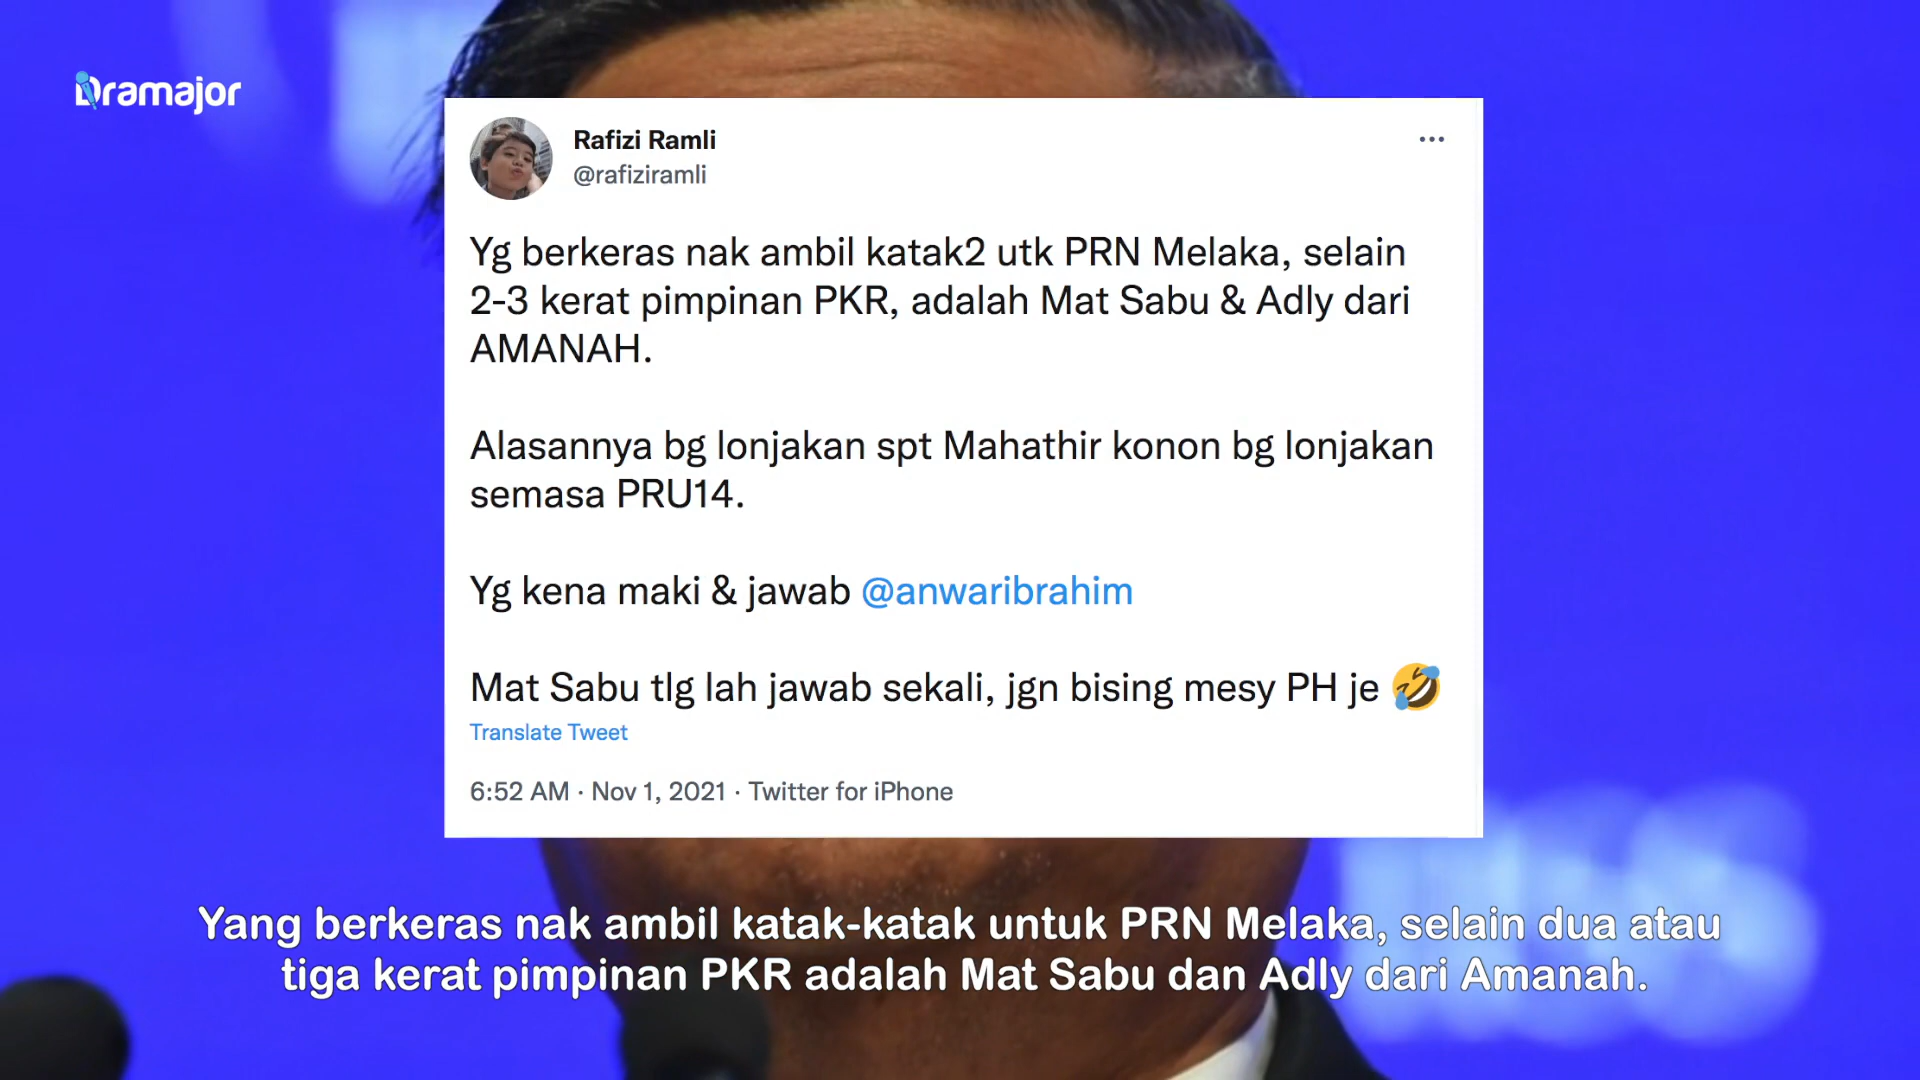 Dramajor
Rafizi Ramli
@rafiziramli
Yg berkeras nak ambil katak2 utk PRN Melaka, selain
2-3 kerat pimpinan PKR, adalah Mat Sabu & Adly dari
AMANAH.
Alasannya bg lonjakan spt Mahathir konon bg lonjakan
semasa PRU14.
Yg kena maki & jawab @anwaribrahim
Mat Sabu tlg lah jawab sekali, jgn bising mesy PH je 🤣
Translate Tweet
6:52 AM · Nov 1, 2021 · Twitter for iPhone
Yang berkeras nak ambil katak-katak untuk PRN Melaka, selain dua atau
tiga kerat pimpinan PKR adalah Mat Sabu dan Adly dari Amanah.